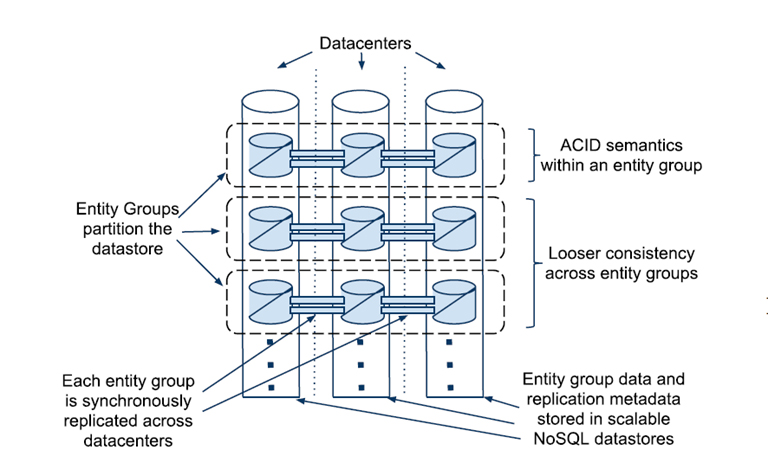 Datacenters
ACID semantics
within an entity group
Entity Groups
partition the
datastore
Looser consistency
across entity groups
Each entity group
is synchronously
replicated across
datacenters
Entity group data and
replication metadata
stored in scalable
NoSQL datastores